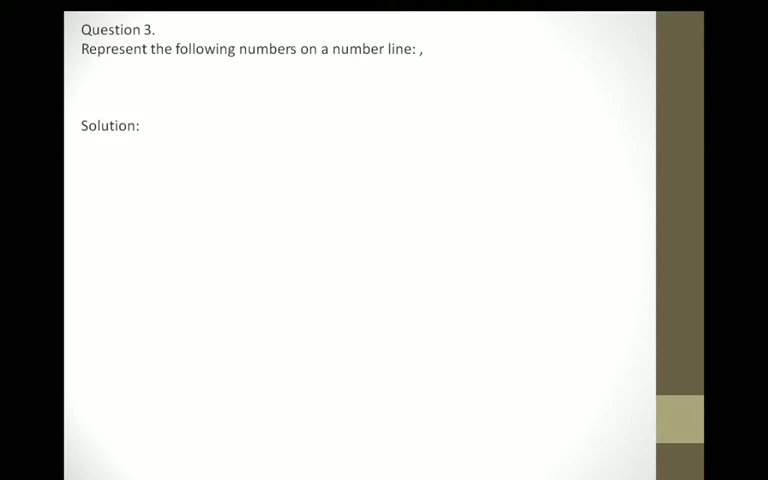 Question 3.
Represent the following numbers on a number line: ,
Solution: